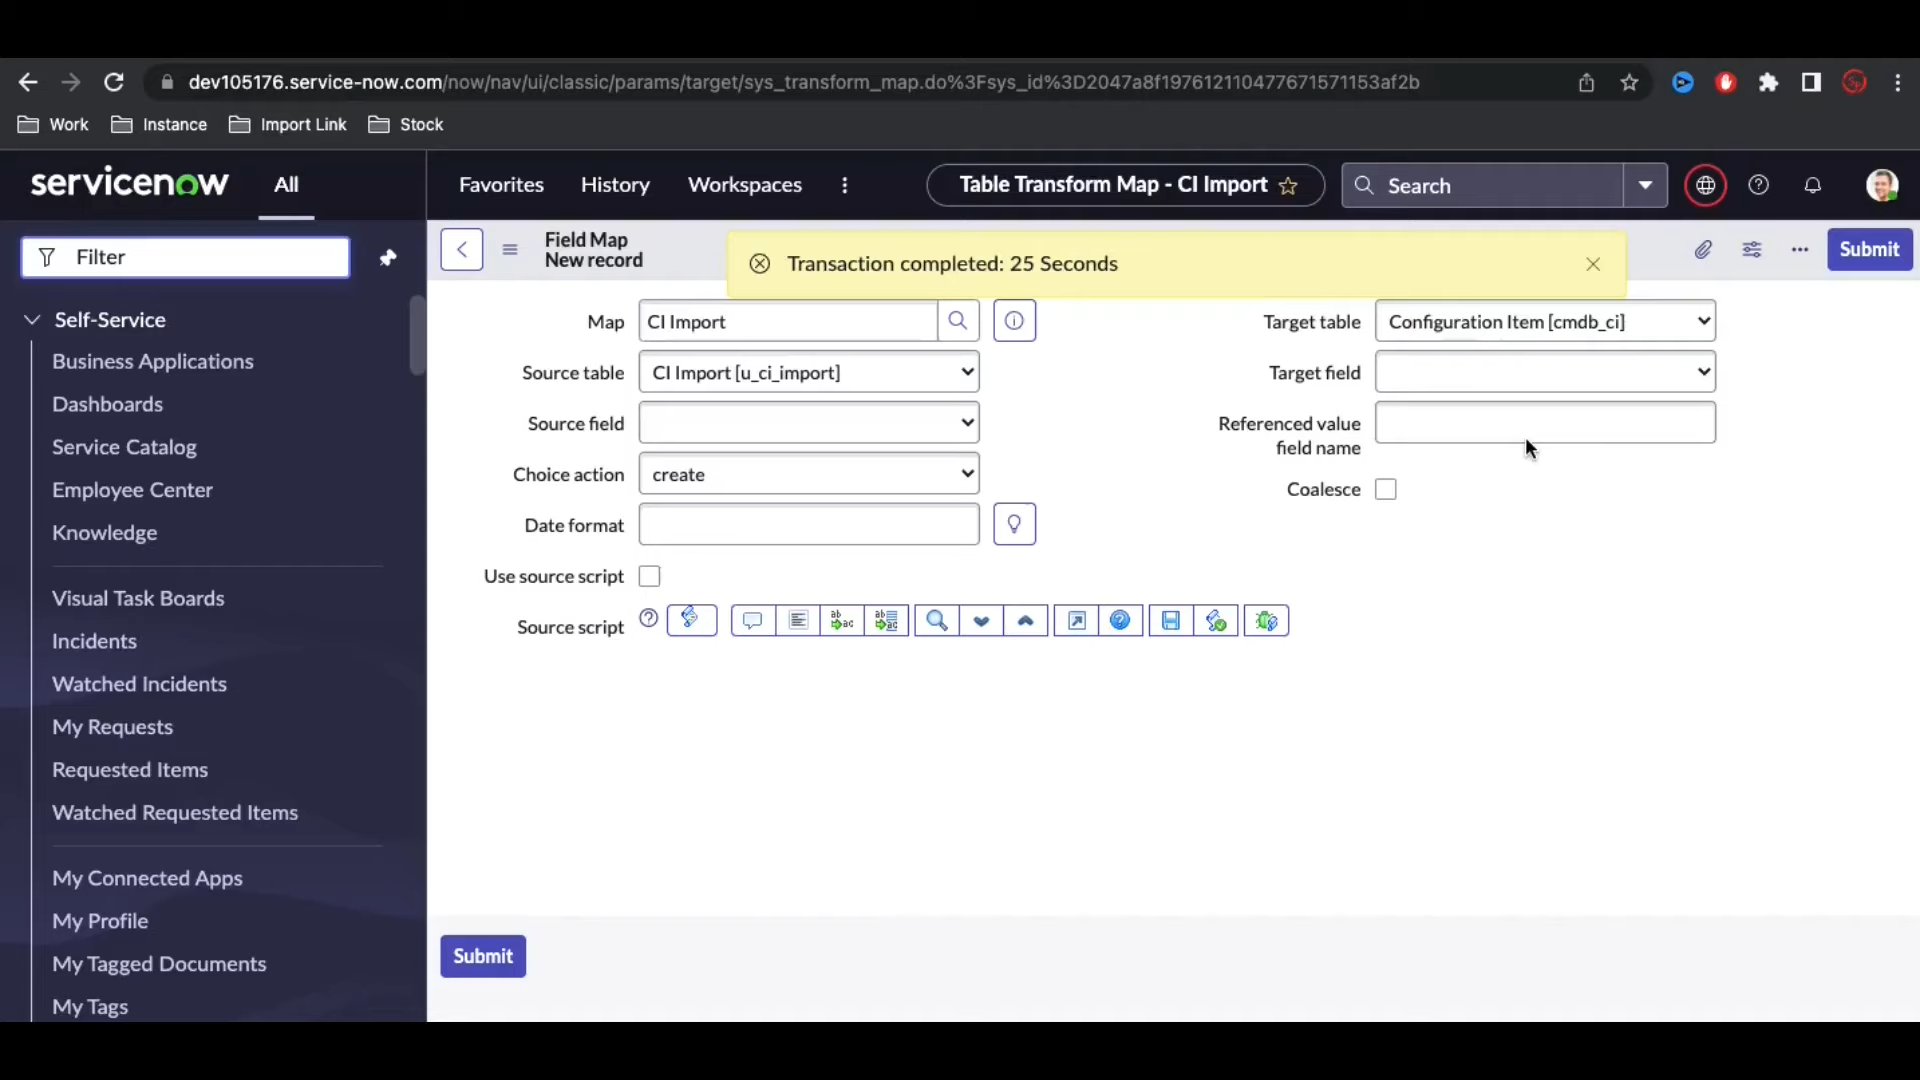 dev105176.service-now.com/now/nav/ui/classic/params/target/sys_transform_map.do%3Fsys_id%3D2047a8f197612110477671571153af2b
Work Instance Import Link Stock
servicenow All Favorites History Workspaces Table Transform Map - CI Import Search
Filter
Self-Service
Business Applications
Dashboards
Service Catalog
Employee Center
Knowledge
Visual Task Boards
Incidents
Watched Incidents
My Requests
Requested Items
Watched Requested Items
My Connected Apps
My Profile
My Tagged Documents
My Tags
Field Map
New record
Transaction completed: 25 Seconds
Submit
Map CI Import
Source table CI Import [u_ci_import]
Source field
Choice action create
Date format
Use source script
Source script
Target table Configuration Item [cmdb_ci]
Target field
Referenced value
field name
Coalesce
Submit